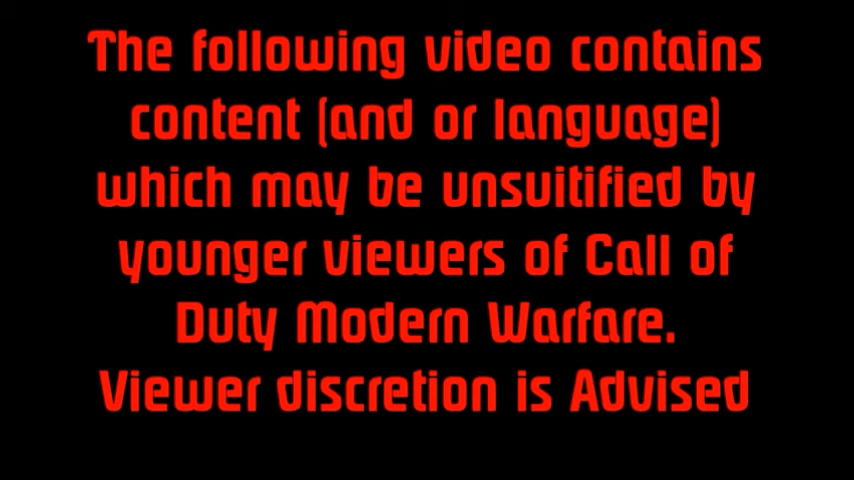 The following video contains
content (and or language)
which may be unsuitified by
younger viewers of Call of
Duty Modern Warfare.
Viewer discretion is Advised